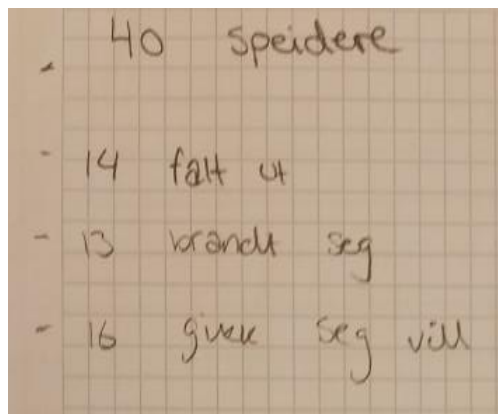 40 speidere
- 14 falt ut
- 13 brandt seg
- 16 gikk seg vill